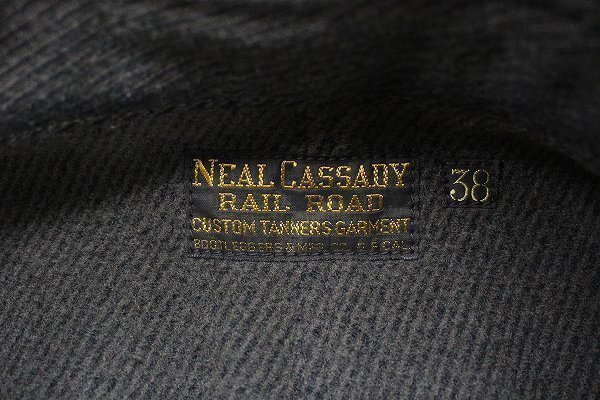 NEAL CASSADY
RAIL ROAD
CUSTOM TANNERS GARMENT
BOOTLEGGERS & MFG. CO. S.F. CAL
38